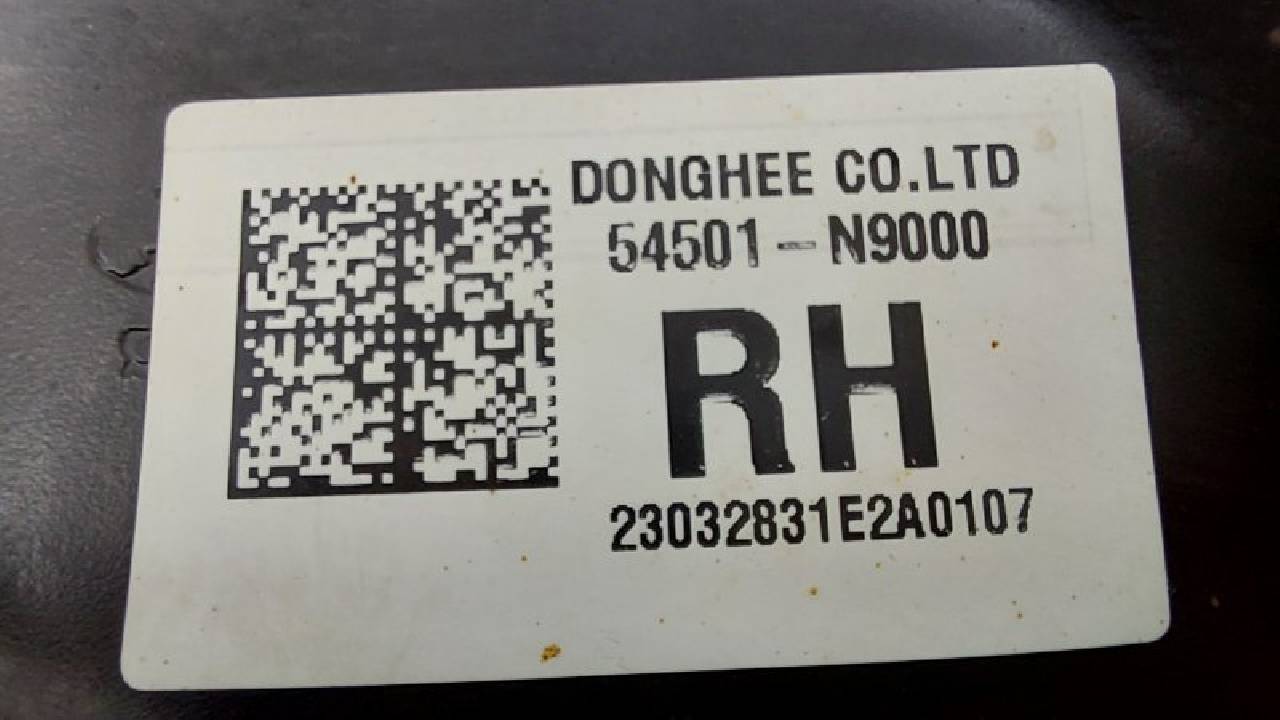 DONGHEE CO.LTD
54501-N9000
RH
23032831E2A0107